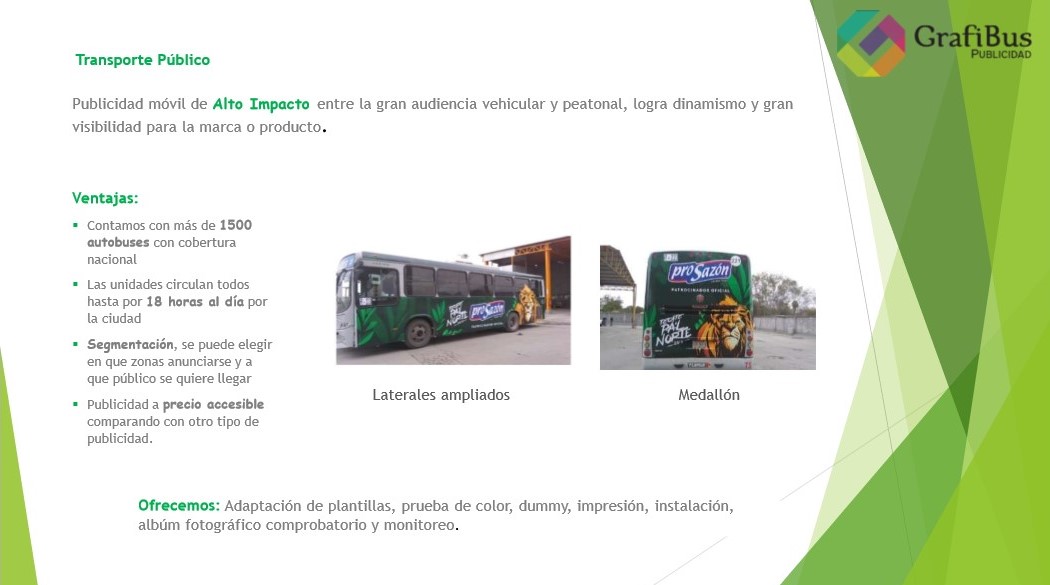 GrafiBus
PUBLICIDAD
Transporte Público
Publicidad móvil de Alto Impacto entre la gran audiencia vehicular y peatonal, logra dinamismo y gran
visibilidad para la marca o producto.
Ventajas:
▪ Contamos con más de 1500
autobuses con cobertura
nacional
▪ Las unidades circulan todos
hasta por 18 horas al día por
la ciudad
▪ Segmentación, se puede elegir
en que zonas anunciarse y a
que público se quiere llegar
▪ Publicidad a precio accesible
comparando con otro tipo de
publicidad.
PAL
NORTE
proSazón
proSazón
PATROCINADOR OFICIAL
TECATE
PAL
NORTE
Laterales ampliados
Medallón
Ofrecemos: Adaptación de plantillas, prueba de color, dummy, impresión, instalación,
albúm fotográfico comprobatorio y monitoreo.